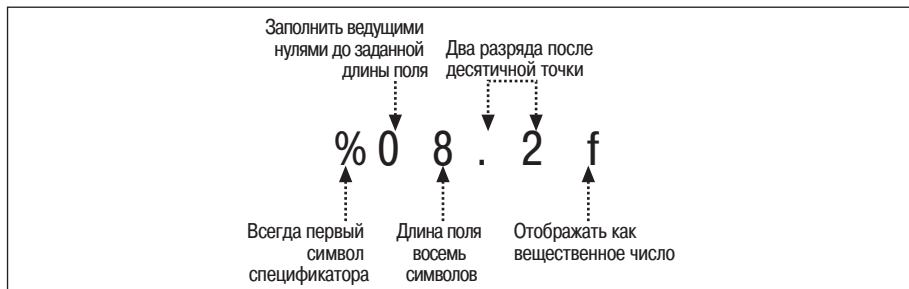 Заполнить ведущими
нулями до заданной
длины поля
Два разряда после
десятичной точки
%08.2f
Всегда первый
символ
спецификатора
Длина поля
восемь
символов
Отображать как
вещественное число